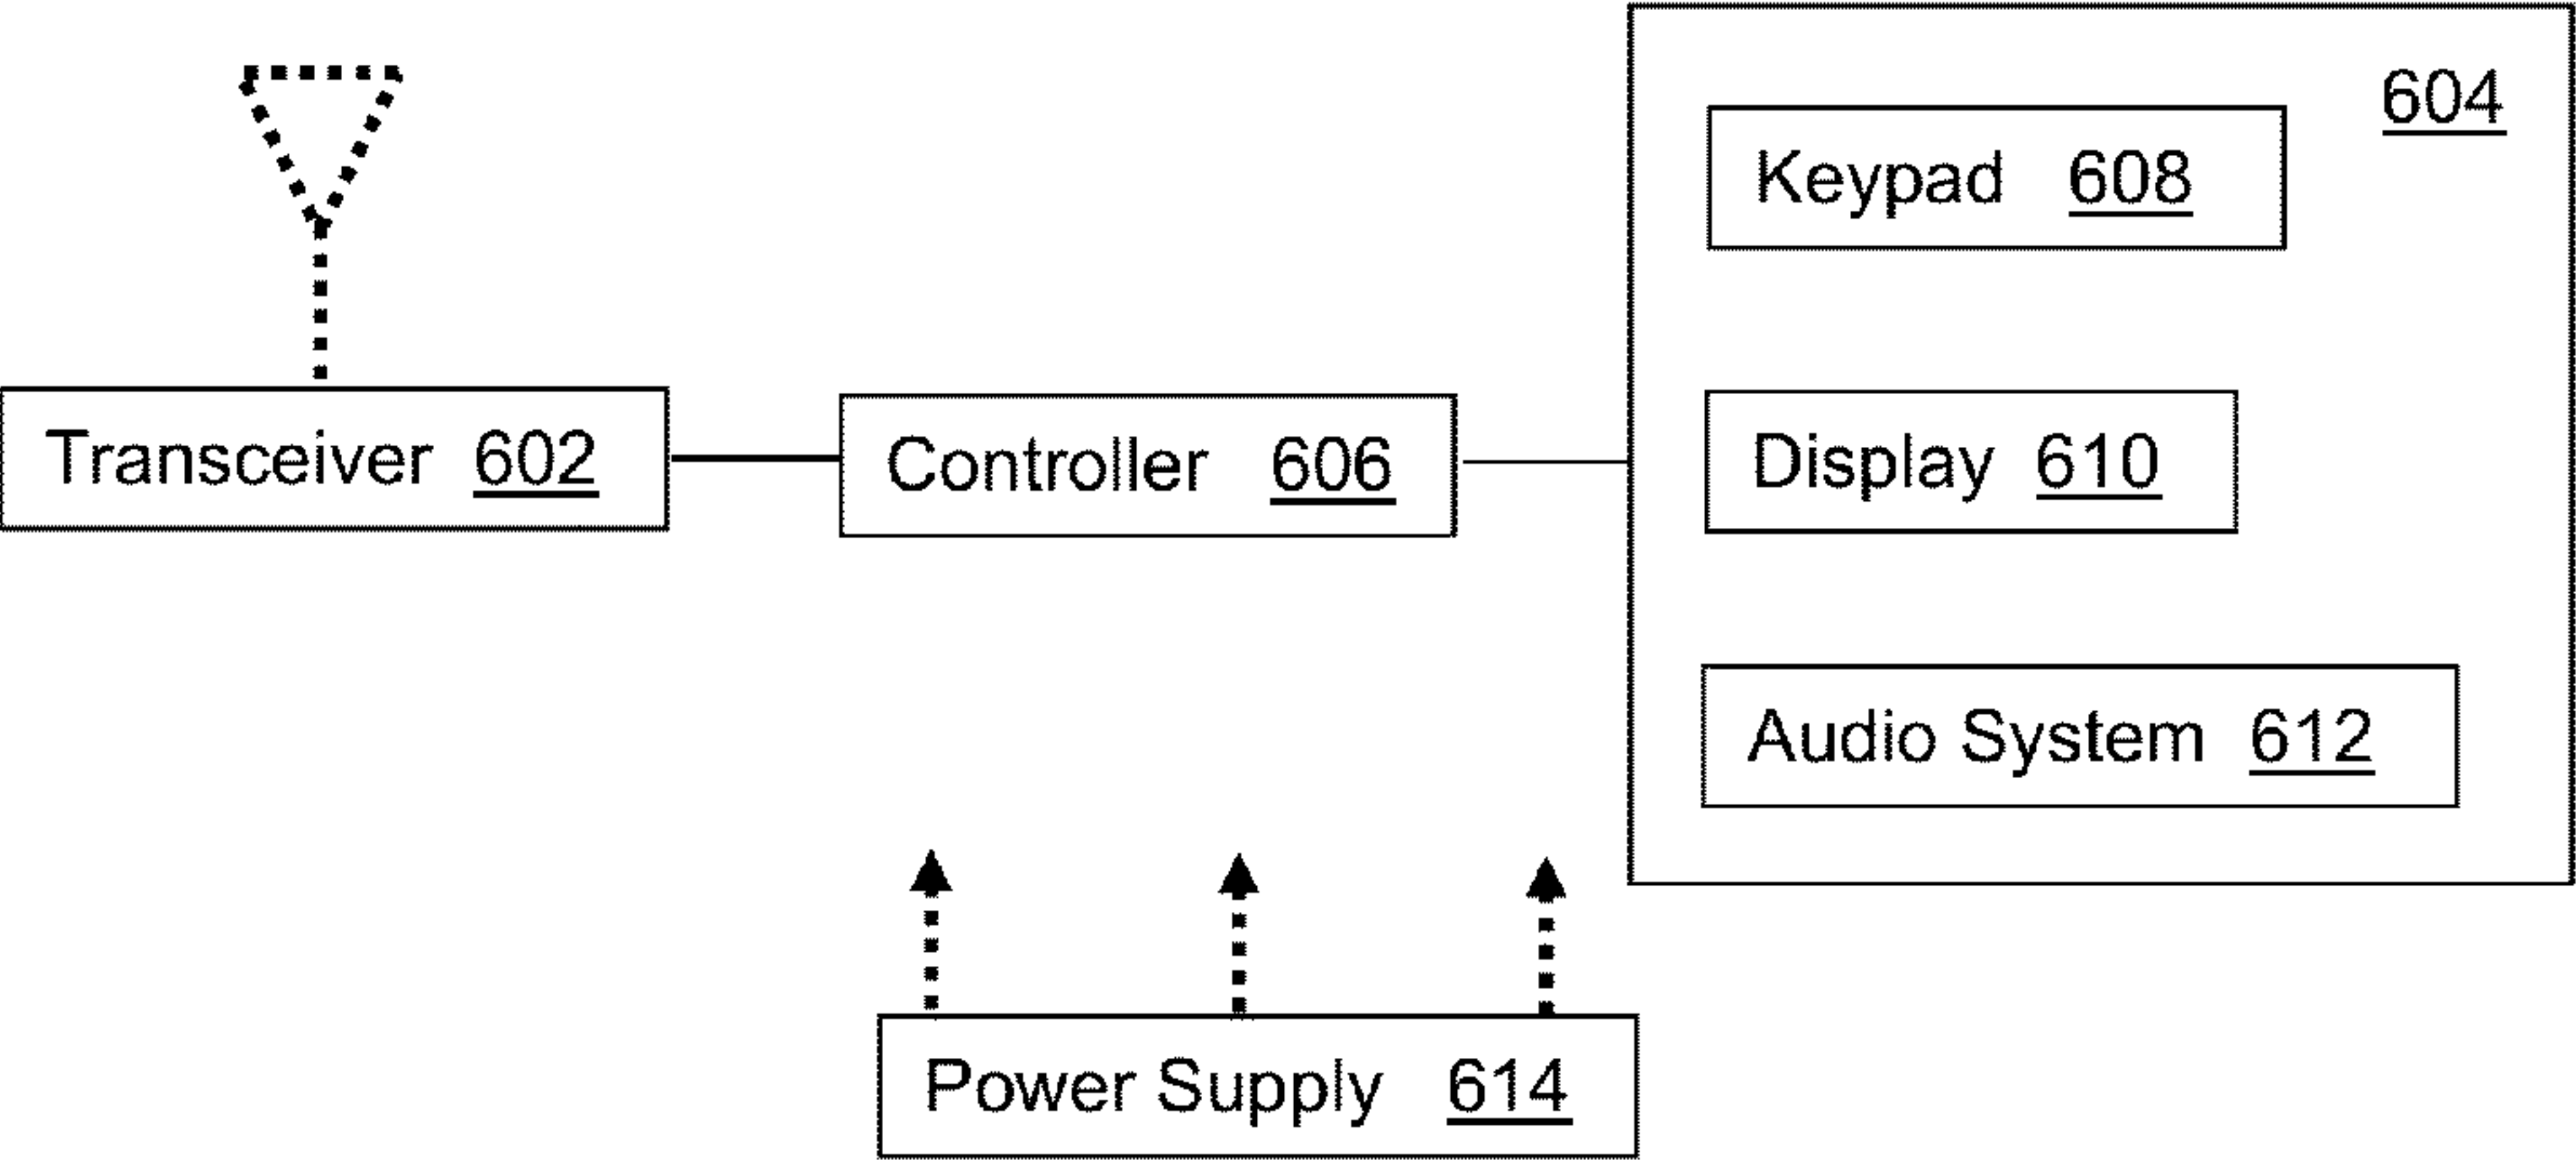 604
Keypad 608
Transceiver 602
Controller 606
Display 610
Audio System 612
Power Supply 614